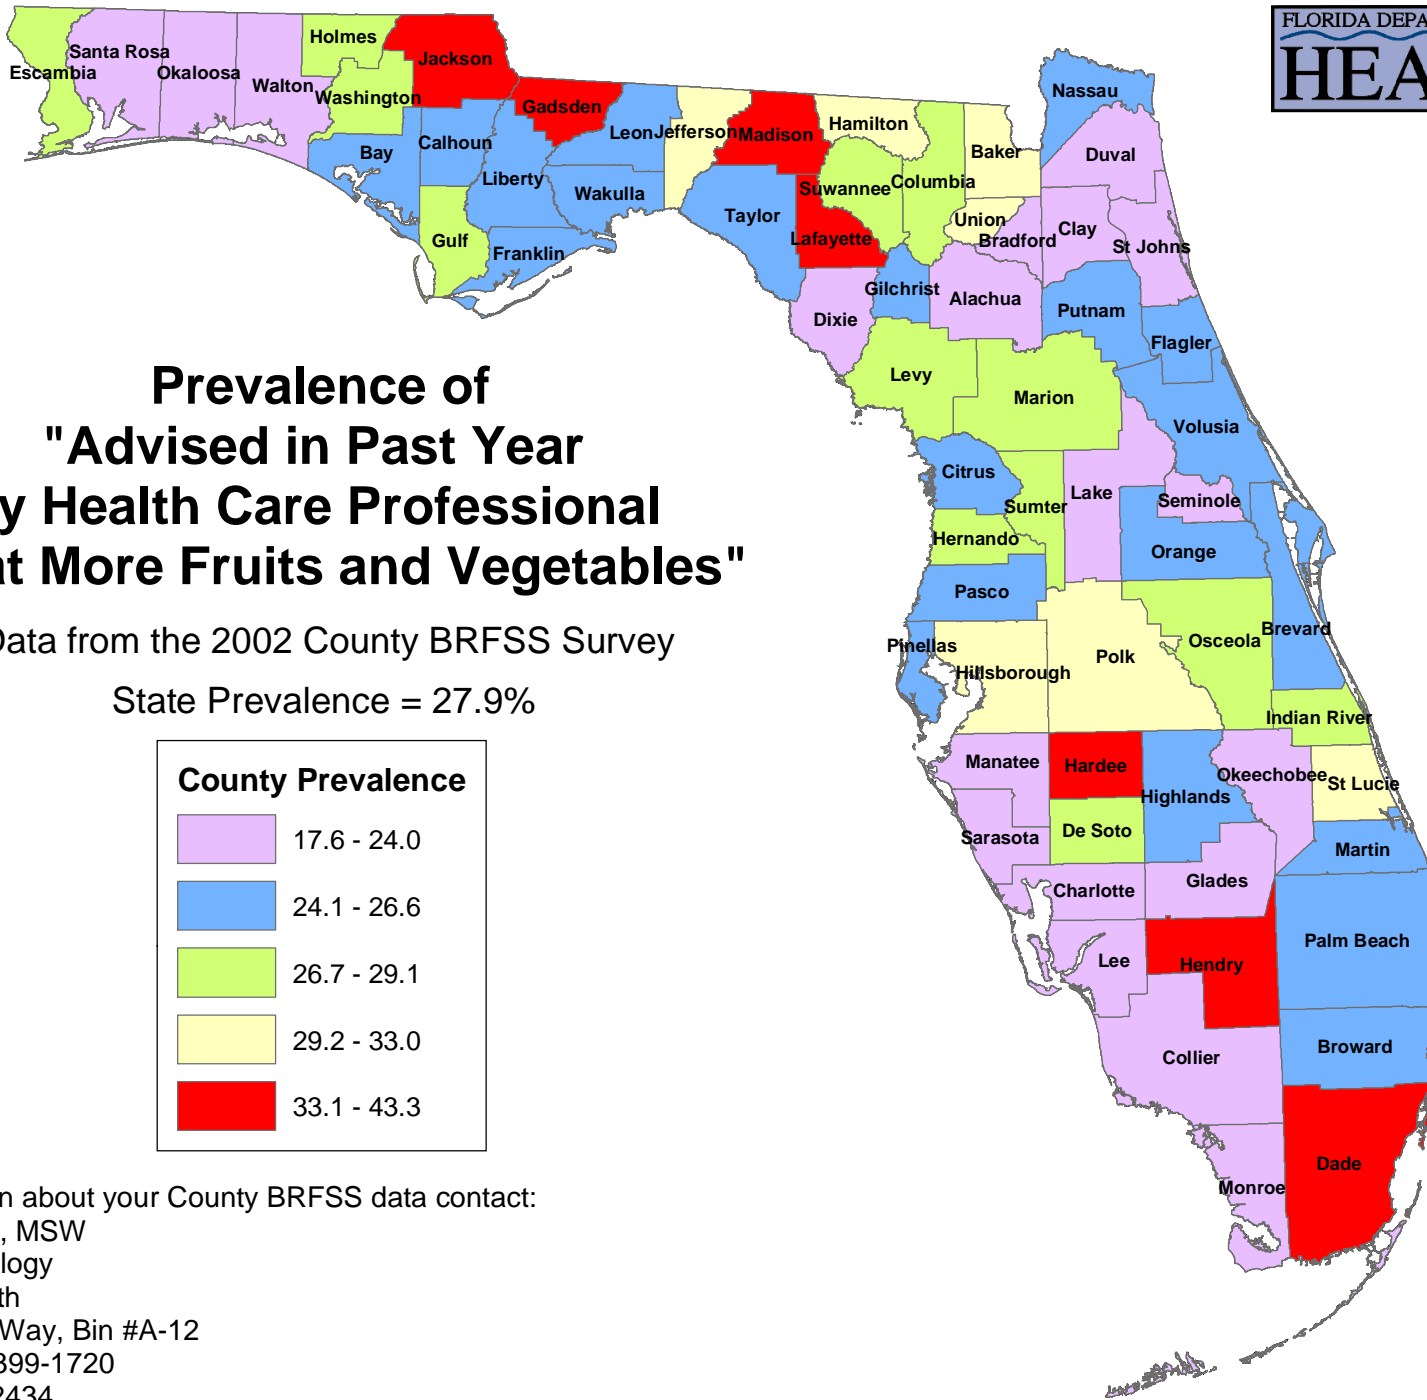 FLORIDA DEPA
HEA
Holmes
Jackson
Santa Rosa
Escambia
Okaloosa
Walton
Washington
Gadsden
Nassau
Leon
Jefferson
Madison
Hamilton
Bay
Calhoun
Baker
Duval
Liberty
Wakulla
Suwannee
Columbia
Taylor
Union
Gulf
Franklin
Lafayette
Bradford
Clay
St Johns
Gilchrist
Alachua
Dixie
Putnam
Flagler
Levy
Marion
Volusia
Citrus
Lake
Seminole
Sumter
Hernando
Orange
Pasco
Brevard
Pinellas
Hillsborough
Polk
Osceola
Indian River
Manatee
Hardee
Okeechobee
St Lucie
Highlands
Sarasota
De Soto
Martin
Charlotte
Glades
Palm Beach
Lee
Hendry
Collier
Broward
Dade
Monroe
Prevalence of
"Advised in Past Year
y Health Care Professional
at More Fruits and Vegetables"
Data from the 2002 County BRFSS Survey
State Prevalence = 27.9%
County Prevalence
17.6 - 24.0
24.1 - 26.6
26.7 - 29.1
29.2 - 33.0
33.1 - 43.3
n about your County BRFSS data contact:
, MSW
logy
th
Way, Bin #A-12
399-1720
2434